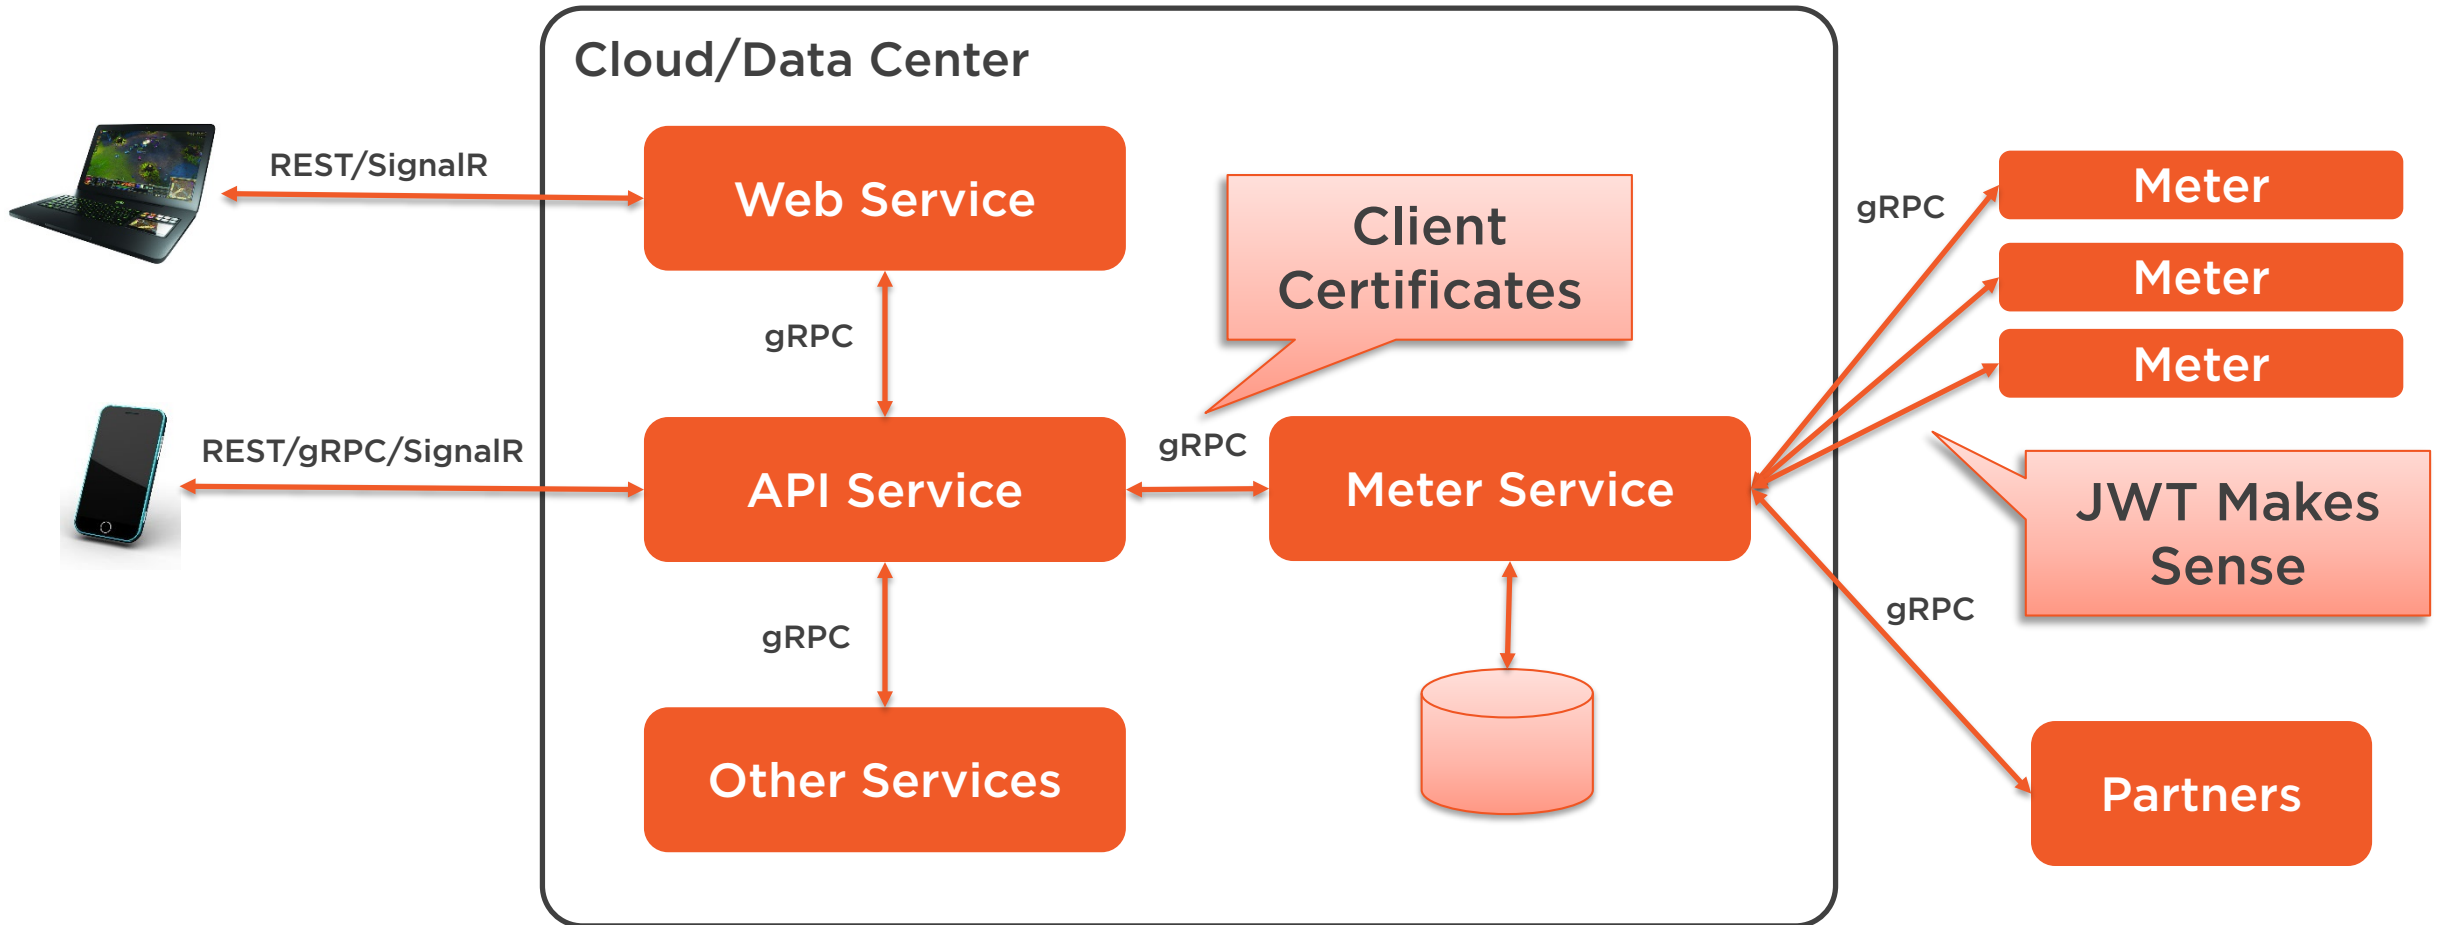 Cloud/Data Center
REST/SignalR
Web Service
Client
Certificates
gRPC
Meter
Meter
Meter
gRPC
REST/gRPC/SignalR
API Service
gRPC
Meter Service
JWT Makes
Sense
gRPC
gRPC
Other Services
Partners